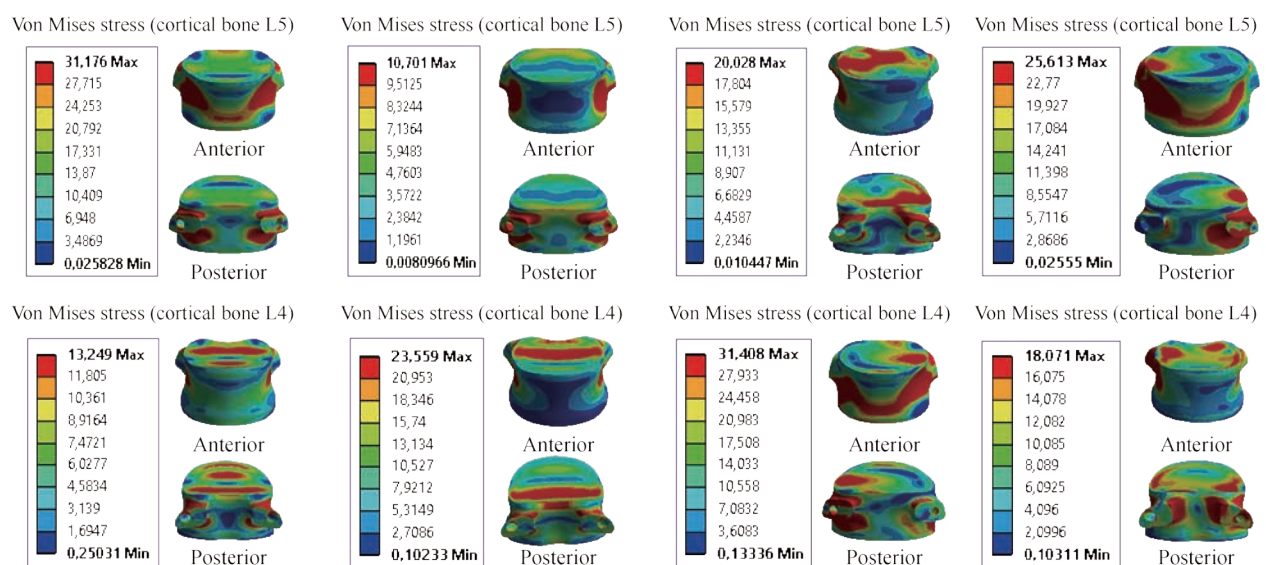 Von Mises stress (cortical bone L5)
31,176 Max
27,715
24,253
20,792
17,331
13,87
10,409
6,948
3,4869
0,025828 Min
Anterior
Posterior
Von Mises stress (cortical bone L5)
10,701 Max
9,5125
8,3244
7,1364
5,9483
4,7603
3,5722
2,3842
1,1961
0,0080966 Min
Anterior
Posterior
Von Mises stress (cortical bone L5)
20,028 Max
17,804
15,579
13,355
11,131
8,907
6,6829
4,4587
2,2346
0,010447 Min
Anterior
Posterior
Von Mises stress (cortical bone L5)
25,613 Max
22,77
19,927
17,084
14,241
11,398
8,5547
5,7116
2,8686
0,02555 Min
Anterior
Posterior
Von Mises stress (cortical bone L4)
13,249 Max
11,805
10,361
8,9164
7,4721
6,0277
4,5834
3,139
1,6947
0,25031 Min
Anterior
Posterior
Von Mises stress (cortical bone L4)
23,559 Max
20,953
18,346
15,74
13,134
10,527
7,9212
5,3149
2,7086
0,10233 Min
Anterior
Posterior
Von Mises stress (cortical bone L4)
31,408 Max
27,933
24,458
20,983
17,508
14,033
10,558
7,0832
3,6083
0,13336 Min
Anterior
Posterior
Von Mises stress (cortical bone L4)
18,071 Max
16,075
14,078
12,082
10,085
8,089
6,0925
4,096
2,0996
0,10311 Min
Anterior
Posterior